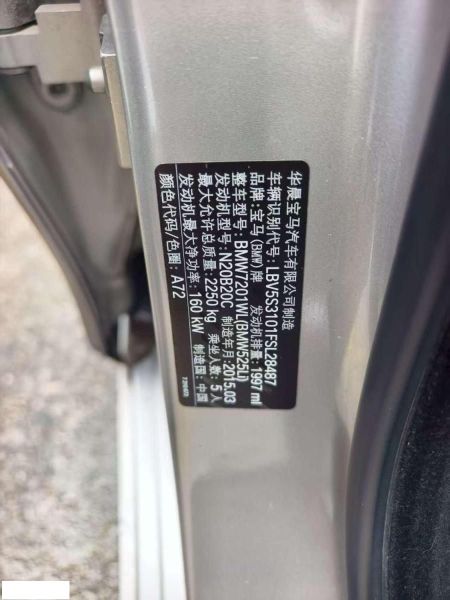 华晨宝马汽车有限公司制造
车辆识别代号: LBV5S3101FSL28487
品牌: 宝马(BMW)牌 发动机排量: 1997 ml
整车型号: BMW7201WL(BMW525Li)
发动机型号: N20B20C 制造年月: 2015.03
最大允许总质量: 2250 kg 乘坐人数: 5人
发动机最大净功率: 160 kW 制造国: 中国
颜色代码/色圈: A72